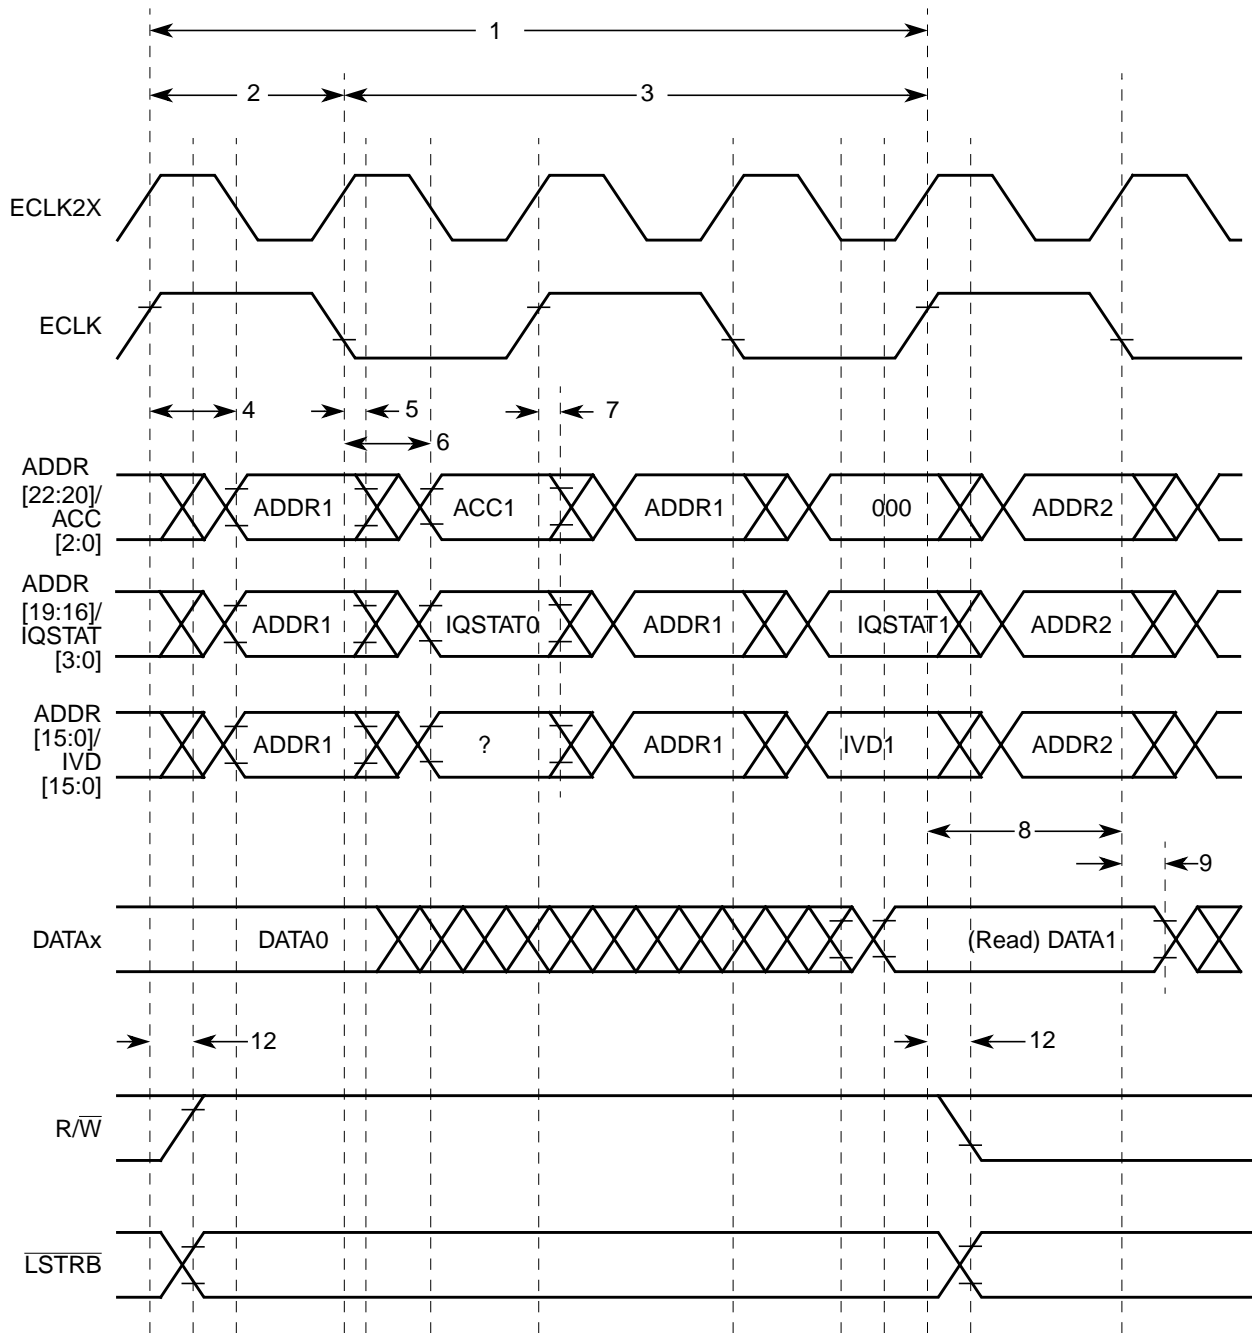 1
2
3
ECLK2X
ECLK
4
5
7
6
ADDR
[22:20]/
ACC
[2:0]
ADDR1
ACC1
ADDR1
000
ADDR2
ADDR
[19:16]/
IQSTAT
[3:0]
ADDR1
IQSTAT0
ADDR1
IQSTAT1
ADDR2
ADDR
[15:0]/
IVD
[15:0]
ADDR1
?
ADDR1
IVD1
ADDR2
8
9
DATAx
DATA0
(Read) DATA1
12
12
R/W
LSTRB